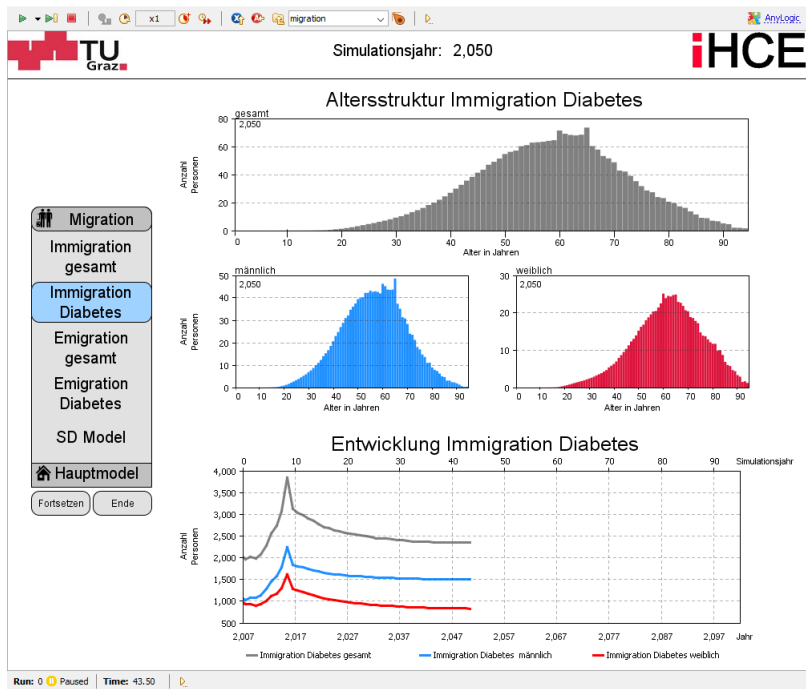 x1
migration
AnyLogic
TU
Graz
Simulationsjahr: 2,050
iHCE
Altersstruktur Immigration Diabetes
gesamt
2,050
Anzahl
Personen
80
60
40
20
0
0 10 20 30 40 50 60 70 80 90
Alter in Jahren
Migration
Immigration
gesamt
Immigration
Diabetes
Emigration
gesamt
Emigration
Diabetes
SD Model
Hauptmodel
Fortsetzen
Ende
männlich
2,050
Anzahl
Personen
50
40
30
20
10
0
0 10 20 30 40 50 60 70 80 90
Alter in Jahren
weiblich
2,050
30
20
10
0
0 10 20 30 40 50 60 70 80 90
Alter in Jahren
Entwicklung Immigration Diabetes
0 10 20 30 40 50 60 70 80 90 Simulationsjahr
Anzahl
Personen
4,000
3,500
3,000
2,500
2,000
1,500
1,000
500
2,007 2,017 2,027 2,037 2,047 2,057 2,067 2,077 2,087 2,097 Jahr
Immigration Diabetes gesamt
Immigration Diabetes männlich
Immigration Diabetes weiblich
Run: 0 Paused Time: 43.50